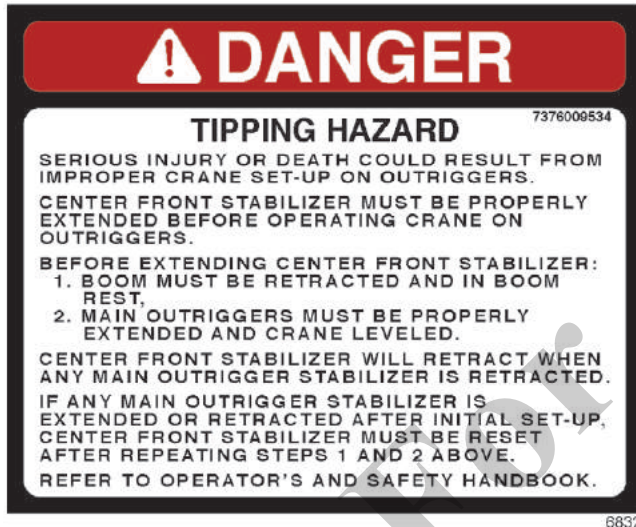 DANGER
7376009534
TIPPING HAZARD
SERIOUS INJURY OR DEATH COULD RESULT FROM
IMPROPER CRANE SET-UP ON OUTRIGGERS.
CENTER FRONT STABILIZER MUST BE PROPERLY
EXTENDED BEFORE OPERATING CRANE ON
OUTRIGGERS.
BEFORE EXTENDING CENTER FRONT STABILIZER:
1. BOOM MUST BE RETRACTED AND IN BOOM
REST,
2. MAIN OUTRIGGERS MUST BE PROPERLY
EXTENDED AND CRANE LEVELED.
CENTER FRONT STABILIZER WILL RETRACT WHEN
ANY MAIN OUTRIGGER STABILIZER IS RETRACTED.
IF ANY MAIN OUTRIGGER STABILIZER IS
EXTENDED OR RETRACTED AFTER INITIAL SET-UP,
CENTER FRONT STABILIZER MUST BE RESET
AFTER REPEATING STEPS 1 AND 2 ABOVE.
REFER TO OPERATOR'S AND SAFETY HANDBOOK.
For